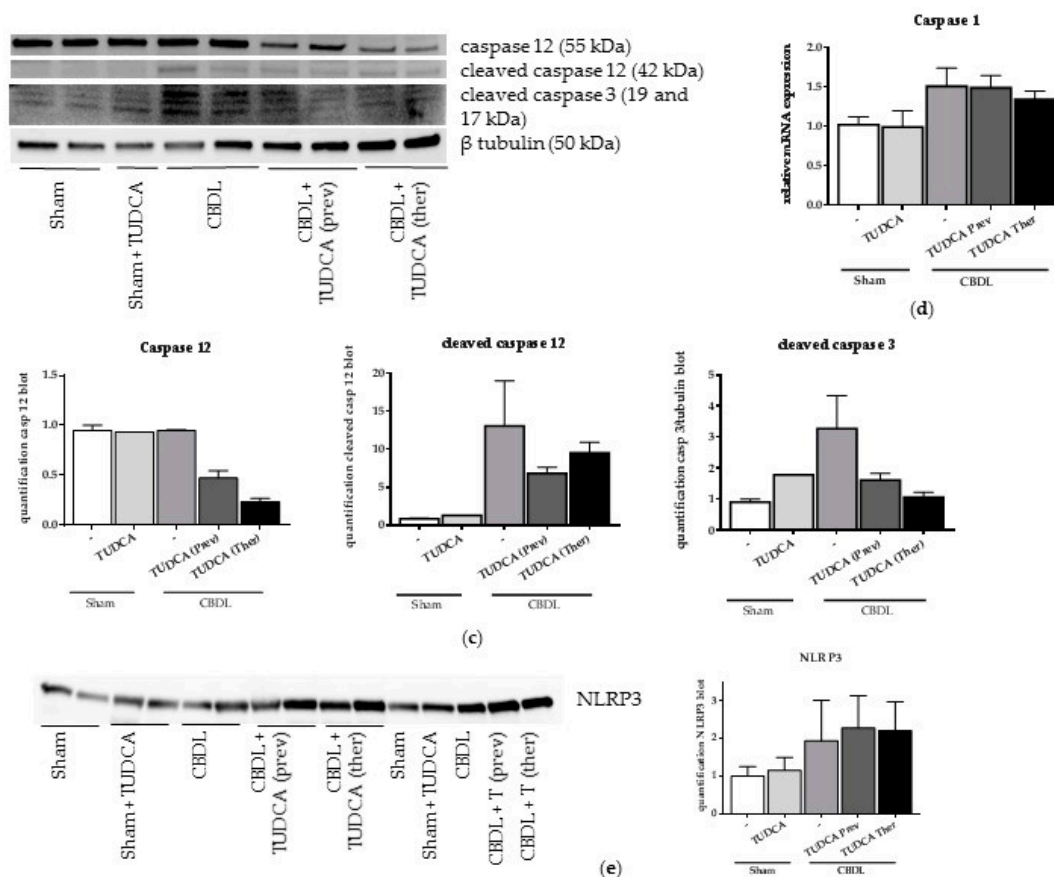 caspase 12 (55 kDa)
cleaved caspase 12 (42 kDa)
cleaved caspase 3 (19 and
17 kDa)
β tubulin (50 kDa)
Sham
Sham + TUDCA
CBDL
CBDL +
TUDCA (prev)
CBDL +
TUDCA (ther)
Caspase 1
relative mRNA expression
2.0
1.5
1.0
0.5
0.0
-
TUDCA
-
TUDCA Prev
TUDCA Ther
Sham
CBDL
(d)
Caspase 12
quantification casp 12 blot
1.5
1.0
0.5
0.0
-
TUDCA
-
TUDCA (Prev)
TUDCA (Ther)
Sham
CBDL
cleaved caspase 12
quantification cleaved casp 12 blot
20
15
10
5
0
-
TUDCA
-
TUDCA (Prev)
TUDCA (Ther)
Sham
CBDL
cleaved caspase 3
quantification casp 3/tubulin blot
5
4
3
2
1
0
-
TUDCA
-
TUDCA (Prev)
TUDCA (Ther)
Sham
CBDL
(c)
NLRP3
Sham
Sham + TUDCA
CBDL
CBDL +
TUDCA (prev)
CBDL +
TUDCA (ther)
Sham
Sham + TUDCA
CBDL
CBDL + T (prev)
CBDL + T (ther)
NLRP3
quantification NLRP3 blot
3
2
1
0
-
TUDCA
-
TUDCA Prev
TUDCA Ther
Sham
CBDL
(e)